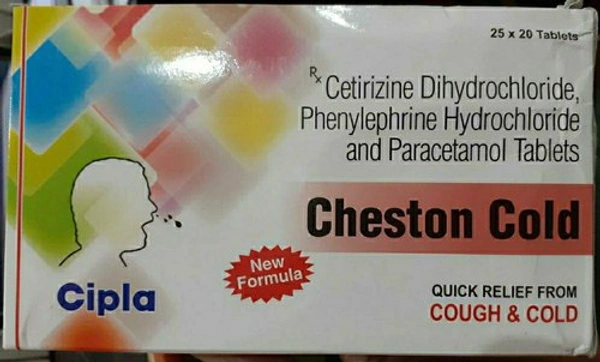 25 x 20 Tablets
Rx Cetirizine Dihydrochloride,
Phenylephrine Hydrochloride
and Paracetamol Tablets
Cheston Cold
New
Formula
Cipla
QUICK RELIEF FROM
COUGH & COLD